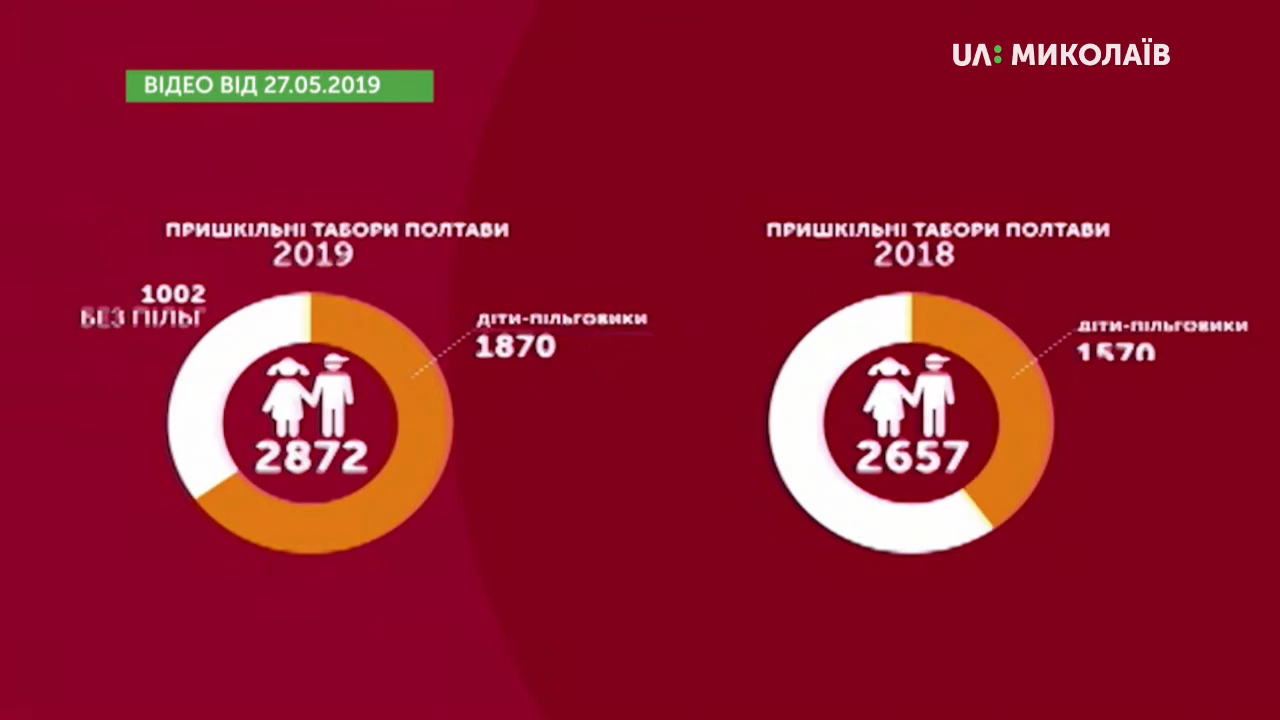 UA: МИКОЛАЇВ
ВІДЕО ВІД 27.05.2019
ПРИШКІЛЬНІ ТАБОРИ ПОЛТАВИ
2019
1002
БЕЗ ПІЛЬГ
ДІТИ-ПІЛЬГОВИКИ
1870
2872
ПРИШКІЛЬНІ ТАБОРИ ПОЛТАВИ
2018
ДІТИ-ПІЛЬГОВИКИ
1570
2657